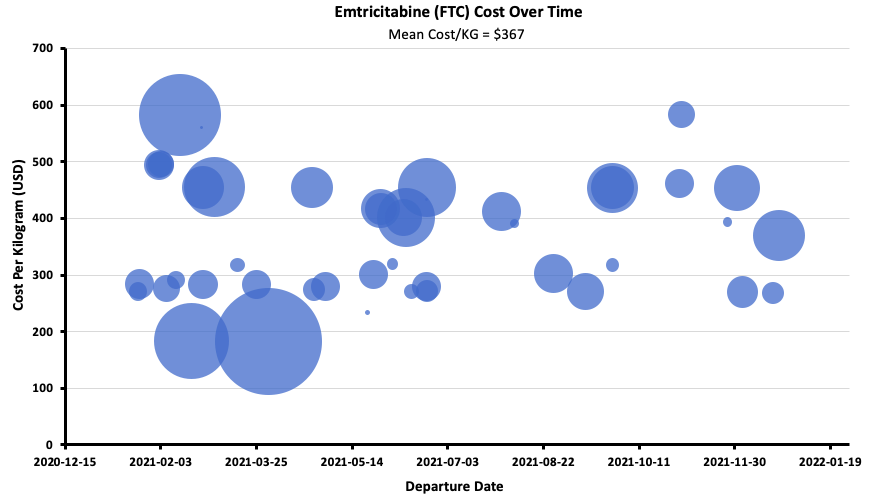 Emtricitabine (FTC) Cost Over Time
Mean Cost/KG = $367
Cost Per Kilogram (USD)
700
600
500
400
300
200
100
0
2020-12-15 2021-02-03 2021-03-25 2021-05-14 2021-07-03 2021-08-22 2021-10-11 2021-11-30 2022-01-19
Departure Date